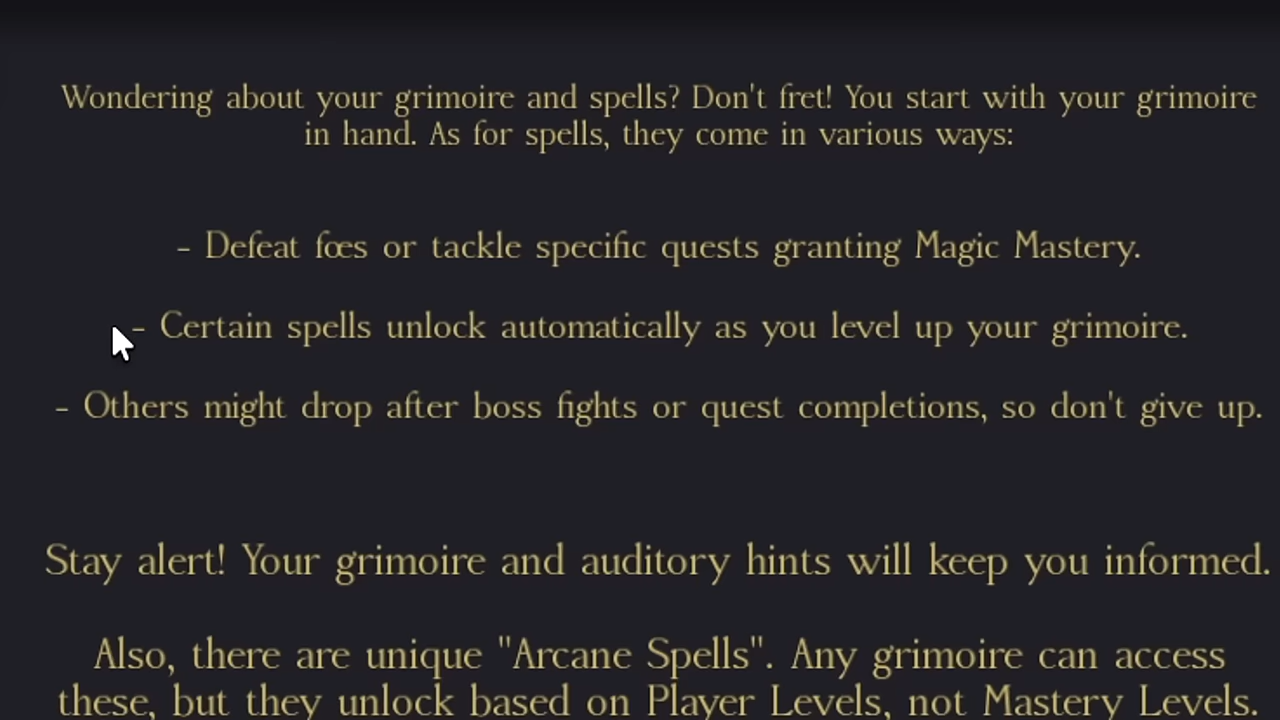 Wondering about your grimoire and spells? Don't fret! You start with your grimoire
in hand. As for spells, they come in various ways:
- Defeat foes or tackle specific quests granting Magic Mastery.
- Certain spells unlock automatically as you level up your grimoire.
- Others might drop after boss fights or quest completions, so don't give up.
Stay alert! Your grimoire and auditory hints will keep you informed.
Also, there are unique "Arcane Spells". Any grimoire can access
these, but they unlock based on Player Levels, not Mastery Levels.